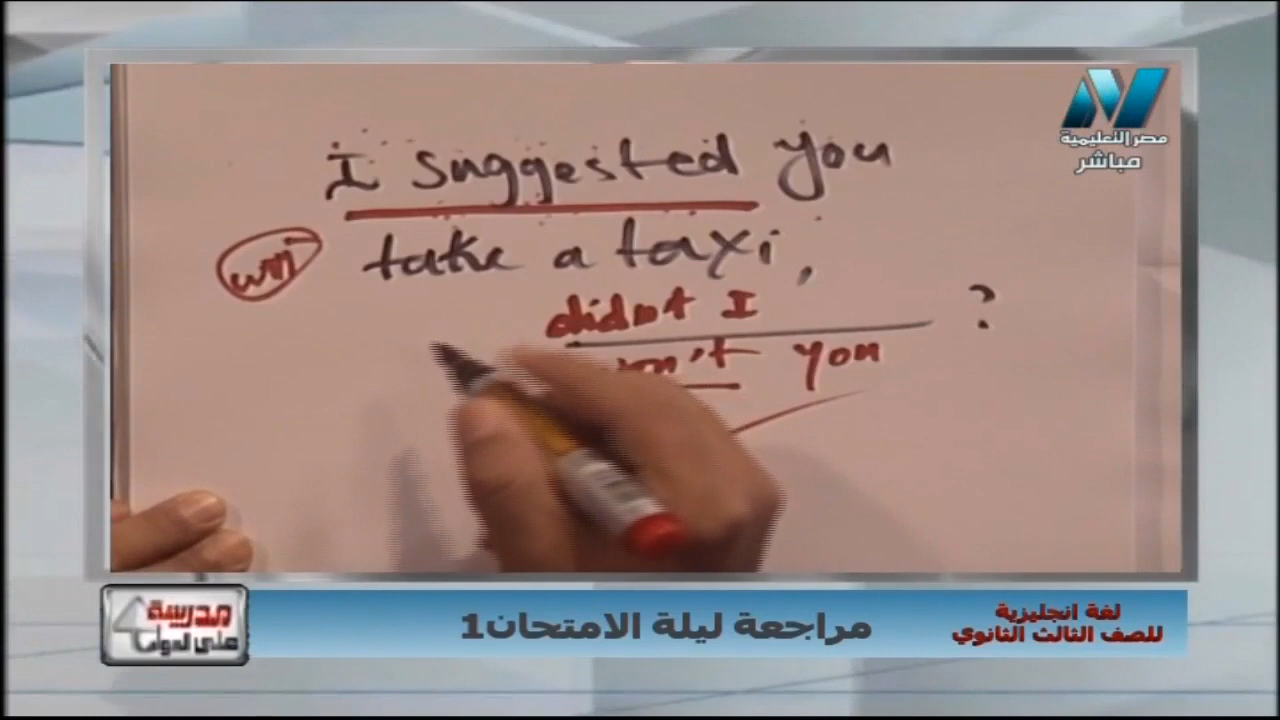 مصر التعليمية
مباشر
I suggested you
take a taxi,
didn't I
?
you
مراجعة ليلة الامتحان1
لغة انجليزية
للصف الثالث الثانوي
مدرسة
على الهواء